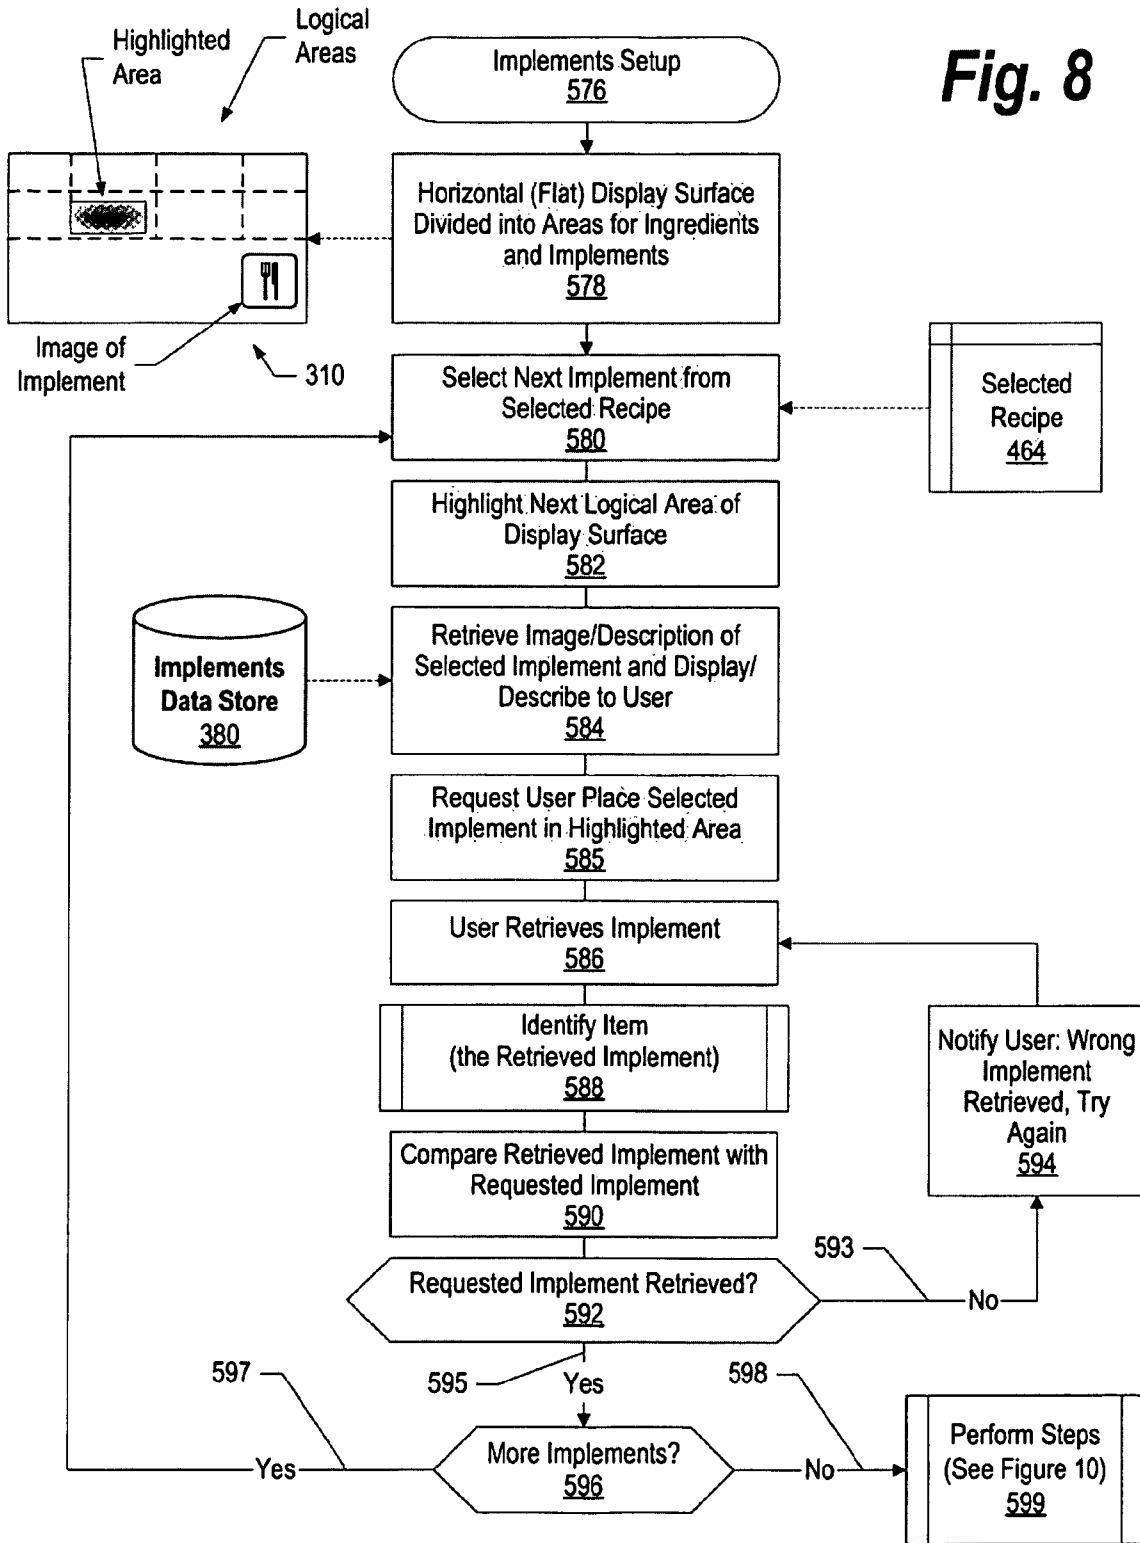 Highlighted
Area
Logical
Areas
Fig. 8
Implements Setup
576
Horizontal (Flat) Display Surface
Divided into Areas for Ingredients
and Implements
578
Image of
Implement
310
Select Next Implement from
Selected Recipe
580
Selected
Recipe
464
Highlight Next Logical Area of
Display Surface
582
Implements
Data Store
380
Retrieve Image/Description of
Selected Implement and Display/
Describe to User
584
Request User Place Selected
Implement in Highlighted Area
585
User Retrieves Implement
586
Identify Item
(the Retrieved Implement)
588
Notify User: Wrong
Implement
Retrieved, Try
Again
594
Compare Retrieved Implement with
Requested Implement
590
Requested Implement Retrieved?
592
593
No
595
Yes
597
Yes
More Implements?
596
598
No
Perform Steps
(See Figure 10)
599